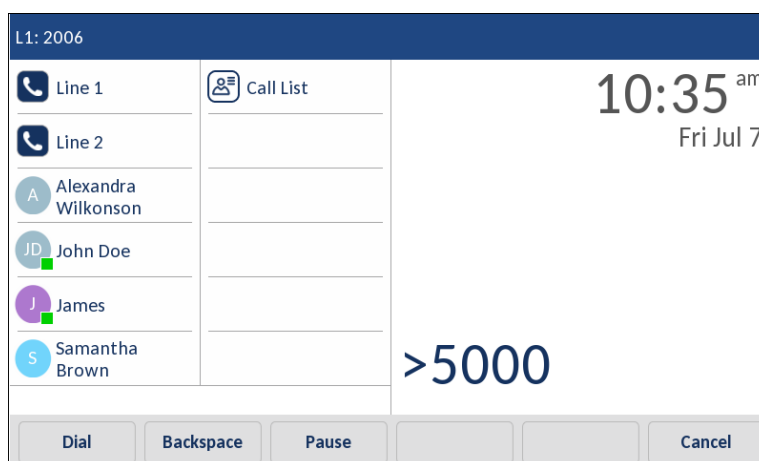 L1: 2006
Line 1
Call List
Line 2
A
Alexandra
Wilkonson
JD
John Doe
J
James
S
Samantha
Brown
10:35 am
Fri Jul 7
>5000
Dial
Backspace
Pause
Cancel